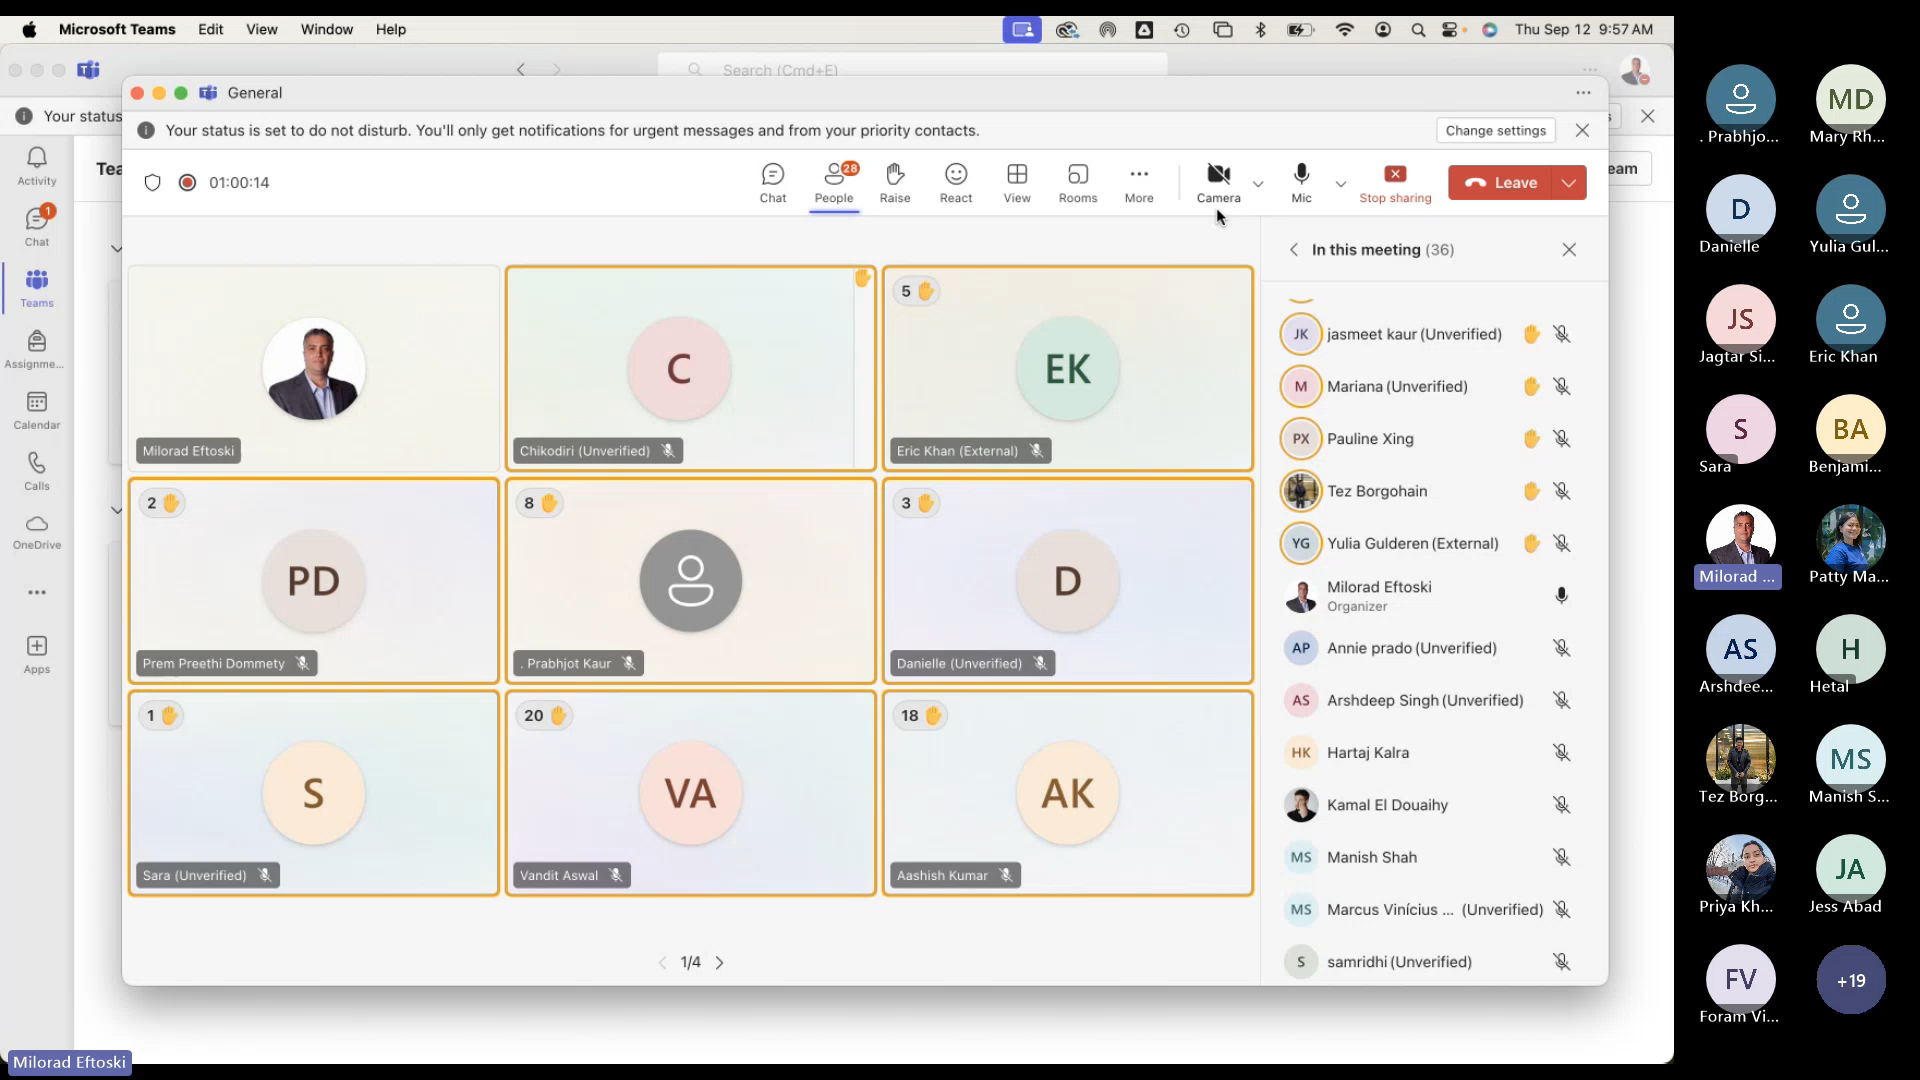 Microsoft Teams Edit View Window Help Thu Sep 12 9:57 AM
Search (Cmd+E)
General
Your status
Your status is set to do not disturb. You'll only get notifications for urgent messages and from your priority contacts. Change settings
Activity
Chat
1
Teams
Assignme...
Calendar
Calls
OneDrive
Apps
Tea
eam
01:00:14
Chat
People
28
Raise
React
View
Rooms
More
Camera
Mic
Stop sharing
Leave
Milorad Eftoski
C
Chikodiri (Unverified)
5
EK
Eric Khan (External)
2
PD
Prem Preethi Dommety
8
. Prabhjot Kaur
3
D
Danielle (Unverified)
1
S
Sara (Unverified)
20
VA
Vandit Aswal
18
AK
Aashish Kumar
1/4
In this meeting (36)
JK jasmeet kaur (Unverified)
M Mariana (Unverified)
PX Pauline Xing
Tez Borgohain
YG Yulia Gulderen (External)
Milorad Eftoski
Organizer
AP Annie prado (Unverified)
AS Arshdeep Singh (Unverified)
HK Hartaj Kalra
Kamal El Douaihy
MS Manish Shah
MS Marcus Vinícius ... (Unverified)
S samridhi (Unverified)
. Prabhjo...
MD
Mary Rh...
D
Danielle
Yulia Gul...
JS
Jagtar Si...
Eric Khan
S
Sara
BA
Benjami...
Milorad ...
Patty Ma...
AS
Arshdee...
H
Hetal
Tez Borg...
MS
Manish S...
Priya Kh...
JA
Jess Abad
FV
Foram Vi...
+19
Milorad Eftoski